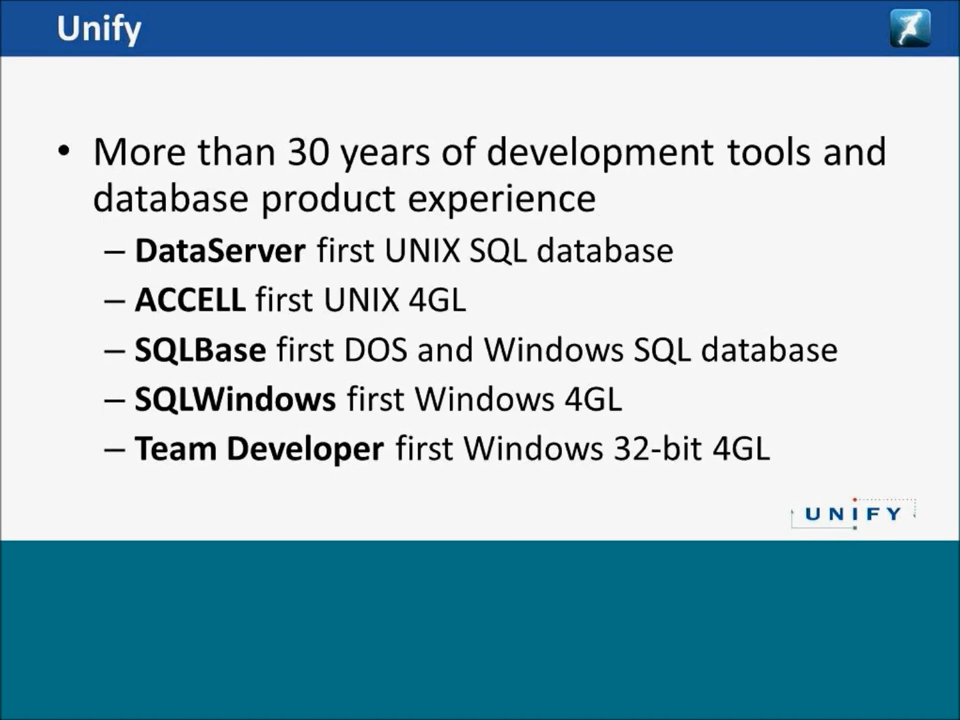 Unify
• More than 30 years of development tools and
database product experience
– DataServer first UNIX SQL database
– ACCELL first UNIX 4GL
– SQLBase first DOS and Windows SQL database
– SQLWindows first Windows 4GL
– Team Developer first Windows 32-bit 4GL
UNIFY